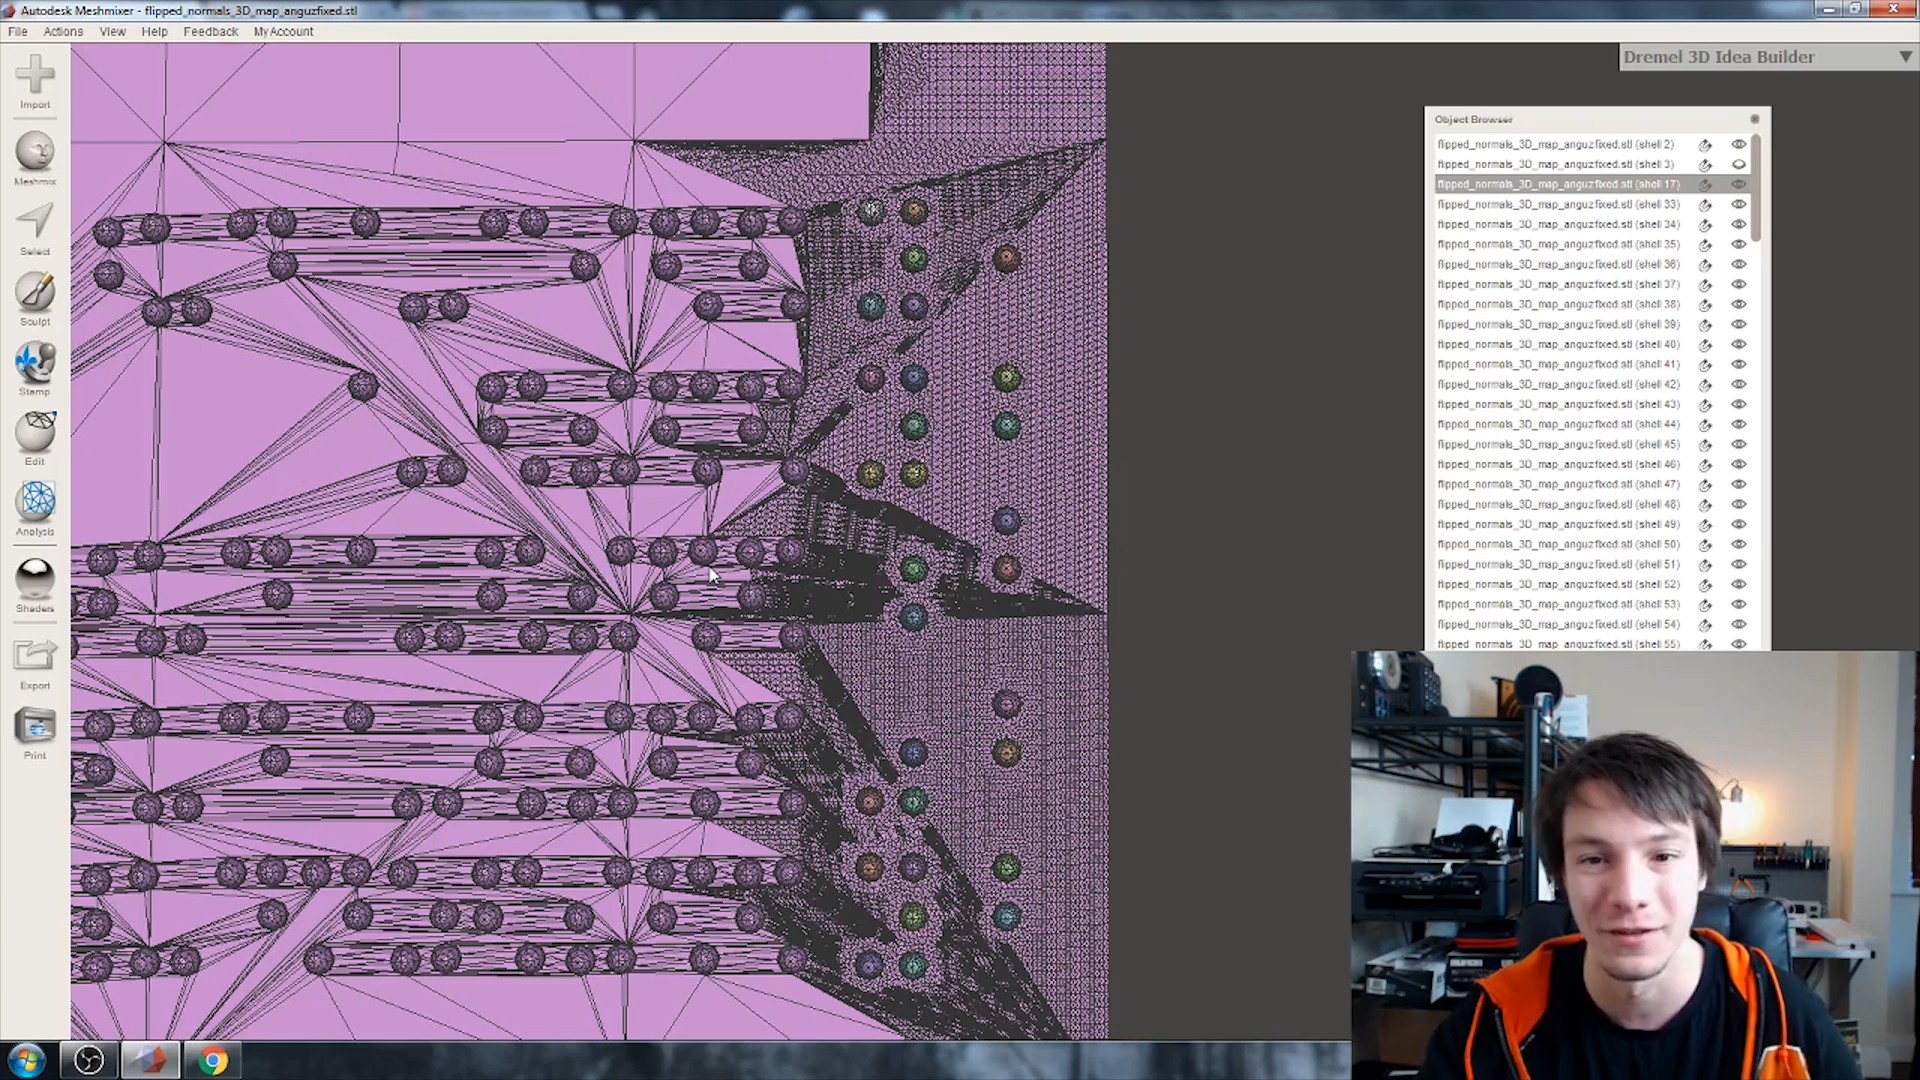 Autodesk Meshmixer - flipped_normals_3D_map_anguzfixed.stl
File Actions View Help Feedback MyAccount
Import
Meshmix
Select
Sculpt
Stamp
Edit
Analysis
Shaders
Export
Print
Dremel 3D Idea Builder
Object Browser
flipped_normals_3D_map_anguzfixed.stl (shell 2)
flipped_normals_3D_map_anguzfixed.stl (shell 3)
flipped_normals_3D_map_anguzfixed.stl (shell 17)
flipped_normals_3D_map_anguzfixed.stl (shell 33)
flipped_normals_3D_map_anguzfixed.stl (shell 34)
flipped_normals_3D_map_anguzfixed.stl (shell 35)
flipped_normals_3D_map_anguzfixed.stl (shell 36)
flipped_normals_3D_map_anguzfixed.stl (shell 37)
flipped_normals_3D_map_anguzfixed.stl (shell 38)
flipped_normals_3D_map_anguzfixed.stl (shell 39)
flipped_normals_3D_map_anguzfixed.stl (shell 40)
flipped_normals_3D_map_anguzfixed.stl (shell 41)
flipped_normals_3D_map_anguzfixed.stl (shell 42)
flipped_normals_3D_map_anguzfixed.stl (shell 43)
flipped_normals_3D_map_anguzfixed.stl (shell 44)
flipped_normals_3D_map_anguzfixed.stl (shell 45)
flipped_normals_3D_map_anguzfixed.stl (shell 46)
flipped_normals_3D_map_anguzfixed.stl (shell 47)
flipped_normals_3D_map_anguzfixed.stl (shell 48)
flipped_normals_3D_map_anguzfixed.stl (shell 49)
flipped_normals_3D_map_anguzfixed.stl (shell 50)
flipped_normals_3D_map_anguzfixed.stl (shell 51)
flipped_normals_3D_map_anguzfixed.stl (shell 52)
flipped_normals_3D_map_anguzfixed.stl (shell 53)
flipped_normals_3D_map_anguzfixed.stl (shell 54)
flipped_normals_3D_map_anguzfixed.stl (shell 55)